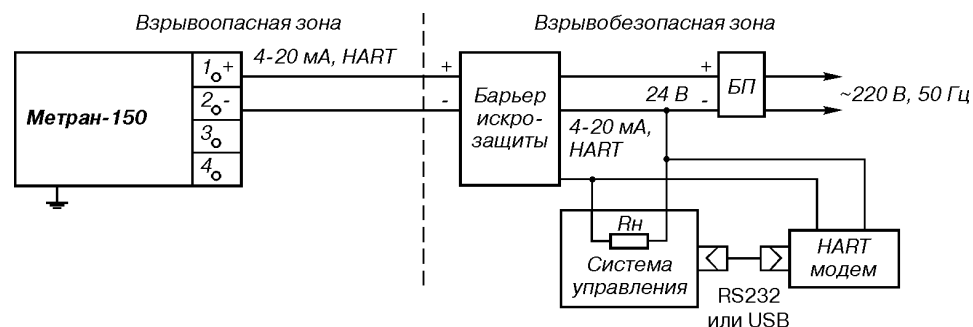 Взрывоопасная зона
Взрывобезопасная зона
4-20 мА, HART
Метран-150
1 +
2 -
3
4
+
-
Барьер
искро-
защиты
+
24 В -
БП
~220 В, 50 Гц
4-20 мА,
HART
Rн
Система
управления
HART
модем
RS232
или USB